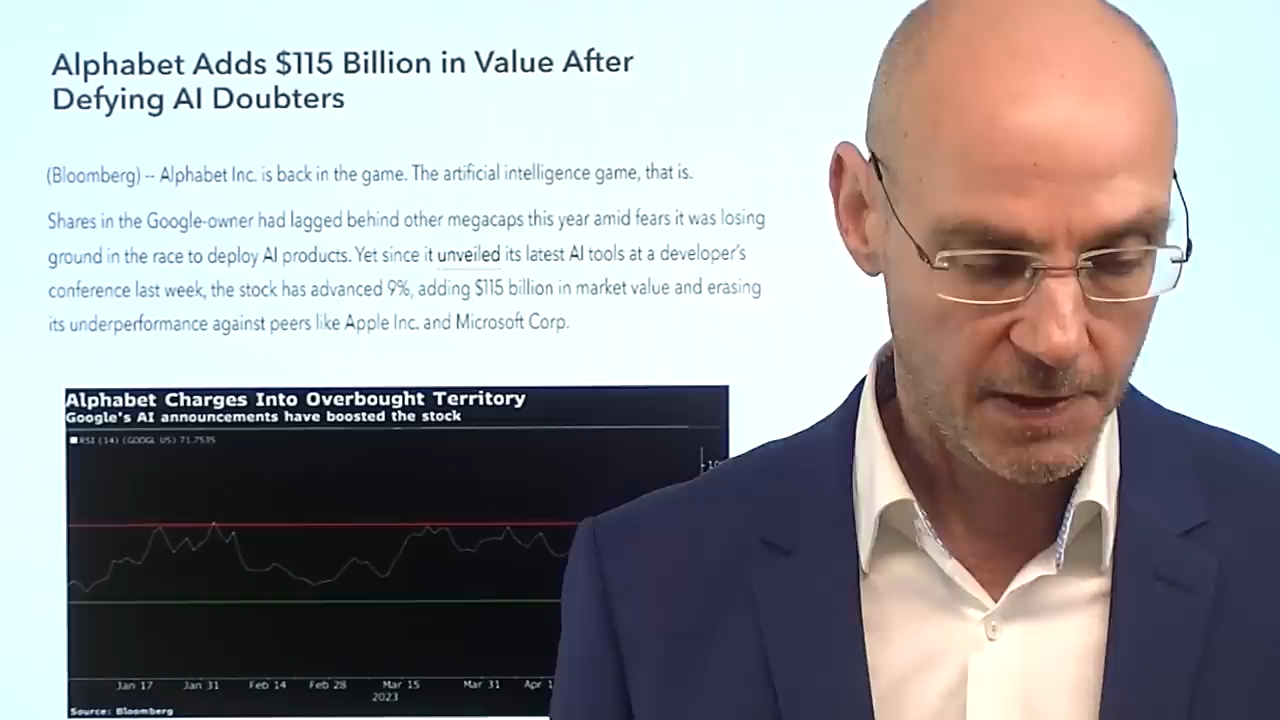 Alphabet Adds $115 Billion in Value After
Defying AI Doubters
(Bloomberg) -- Alphabet Inc. is back in the game. The artificial intelligence game, that is.
Shares in the Google-owner had lagged behind other megacaps this year amid fears it was losing
ground in the race to deploy AI products. Yet since it unveiled its latest AI tools at a developer's
conference last week, the stock has advanced 9%, adding $115 billion in market value and erasing
its underperformance against peers like Apple Inc. and Microsoft Corp.
Alphabet Charges Into Overbought Territory
Google's AI announcements have boosted the stock
RSI (14) (GOOGL US) 71.7535
Jan 17 Jan 31 Feb 14 Feb 28 Mar 15 Mar 31 Apr 1
2023
Source: Bloomberg